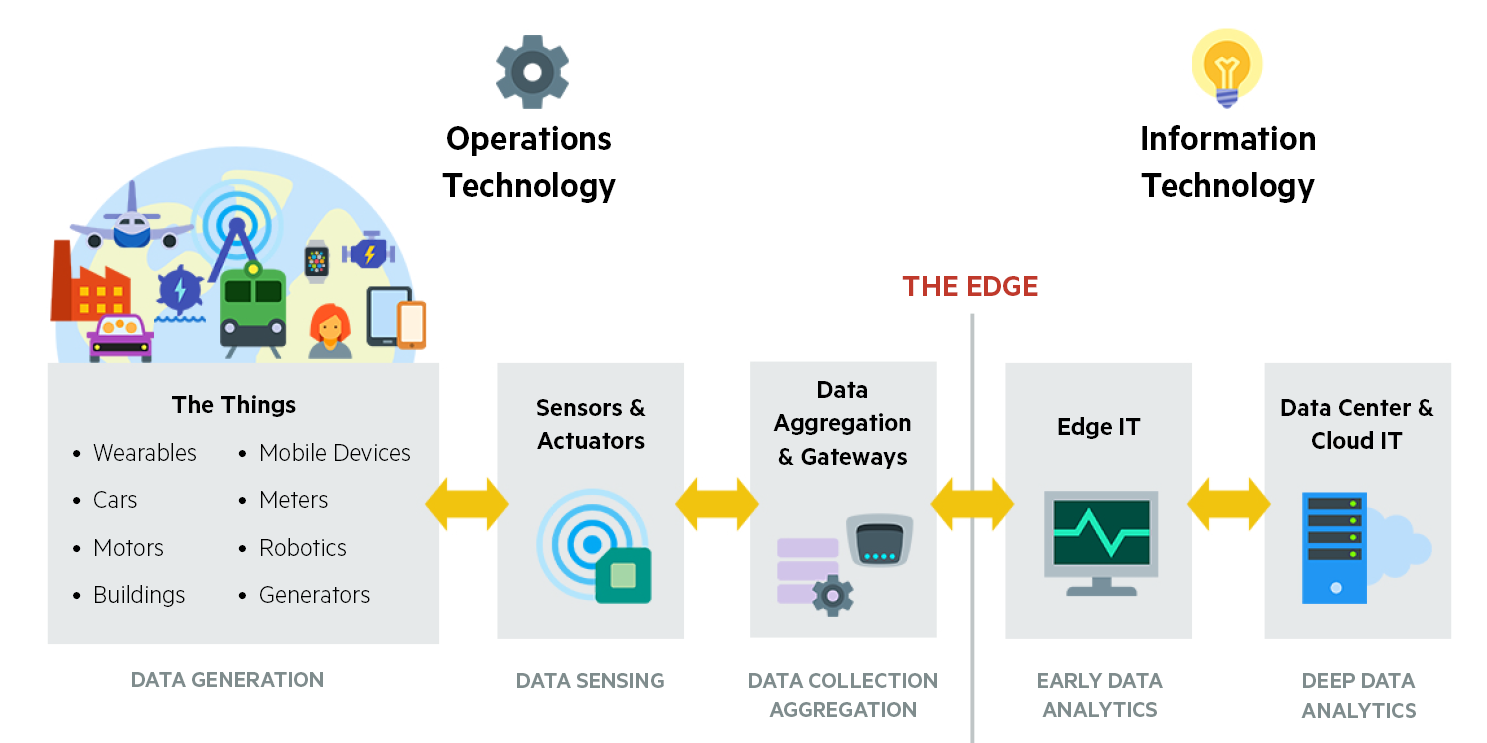 Operations
Technology
Information
Technology
THE EDGE
The Things
• Wearables
• Cars
• Motors
• Buildings
• Mobile Devices
• Meters
• Robotics
• Generators
Sensors &
Actuators
Data
Aggregation
& Gateways
Edge IT
Data Center &
Cloud IT
DATA GENERATION
DATA SENSING
DATA COLLECTION
AGGREGATION
EARLY DATA
ANALYTICS
DEEP DATA
ANALYTICS